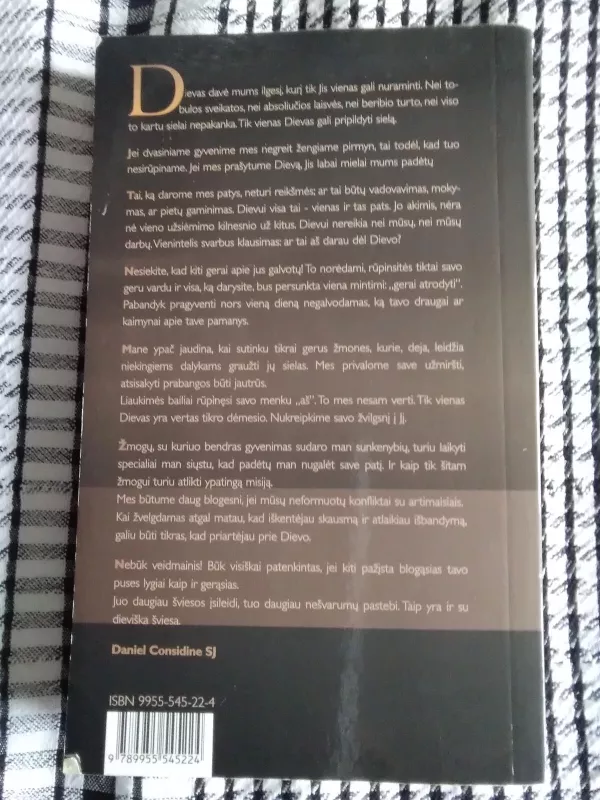 Dievas davė mums ilgesį, kurį tik Jis vienas gali nuraminti. Nei to-
bulos sveikatos, nei absoliučios laisvės, nei beribio turto, nei viso
to kartu sielai nepakanka. Tik vienas Dievas gali pripildyti sielą.
Jei dvasiniame gyvenime mes negreit žengiame pirmyn, tai todėl, kad tuo
nesirūpiname. Jei mes prašytume Dievą, Jis labai mielai mums padėtų
Tai, ką darome mes patys, neturi reikšmės; ar tai būtų vadovavimas, moky-
mas, ar pietų gaminimas. Dievui visa tai - vienas ir tas pats. Jo akimis, nėra
nė vieno užsiėmimo kilnesnio už kitus. Dievui nereikia nei mūsų, nei mūsų
darbų. Vienintelis svarbus klausimas: ar tai aš darau dėl Dievo?
Nesiekite, kad kiti gerai apie jus galvotų! To norėdami, rūpinsitės tiktai savo
geru vardu ir visa, ką darysite, bus persunkta viena mintimi: „gerai atrodyti".
Pabandyk pragyventi nors vieną dieną negalvodamas, ką tavo draugai ar
kaimynai apie tave pamanys.
Mane ypač jaudina, kai sutinku tikrai gerus žmones, kurie, deja, leidžia
niekingiems dalykams graužti jų sielas. Mes privalome save užmiršti,
atsisakyti prabangos būti jautrūs.
Liaukimės bailiai rūpinęsi savo menku „aš". To mes nesam verti. Tik vienas
Dievas yra vertas tikro dėmesio. Nukreipkime savo žvilgsnį į Jį.
Žmogų, su kuriuo bendras gyvenimas sudaro man sunkenybių, turiu laikyti
specialiai man siųstu, kad padėtų man nugalėt save patį. Ir kaip tik šitam
žmogui turiu atlikti ypatingą misiją.
Mes būtume daug blogesni, jei mūsų neformuotų konfliktai su artimaisiais.
Kai žvelgdamas atgal matau, kad iškentėjau skausmą ir atlaikiau išbandymą,
galiu būti tikras, kad priartėjau prie Dievo.
Nebūk veidmainis! Būk visiškai patenkintas, jei kiti pažįsta blogąsias tavo
puses lygiai kaip ir gerąsias.
Juo daugiau šviesos įsileidi, tuo daugiau nešvarumų pastebi. Taip yra ir su
dieviška šviesa.
Daniel Considine SJ
ISBN 9955-545-22-4
9 789955 545224